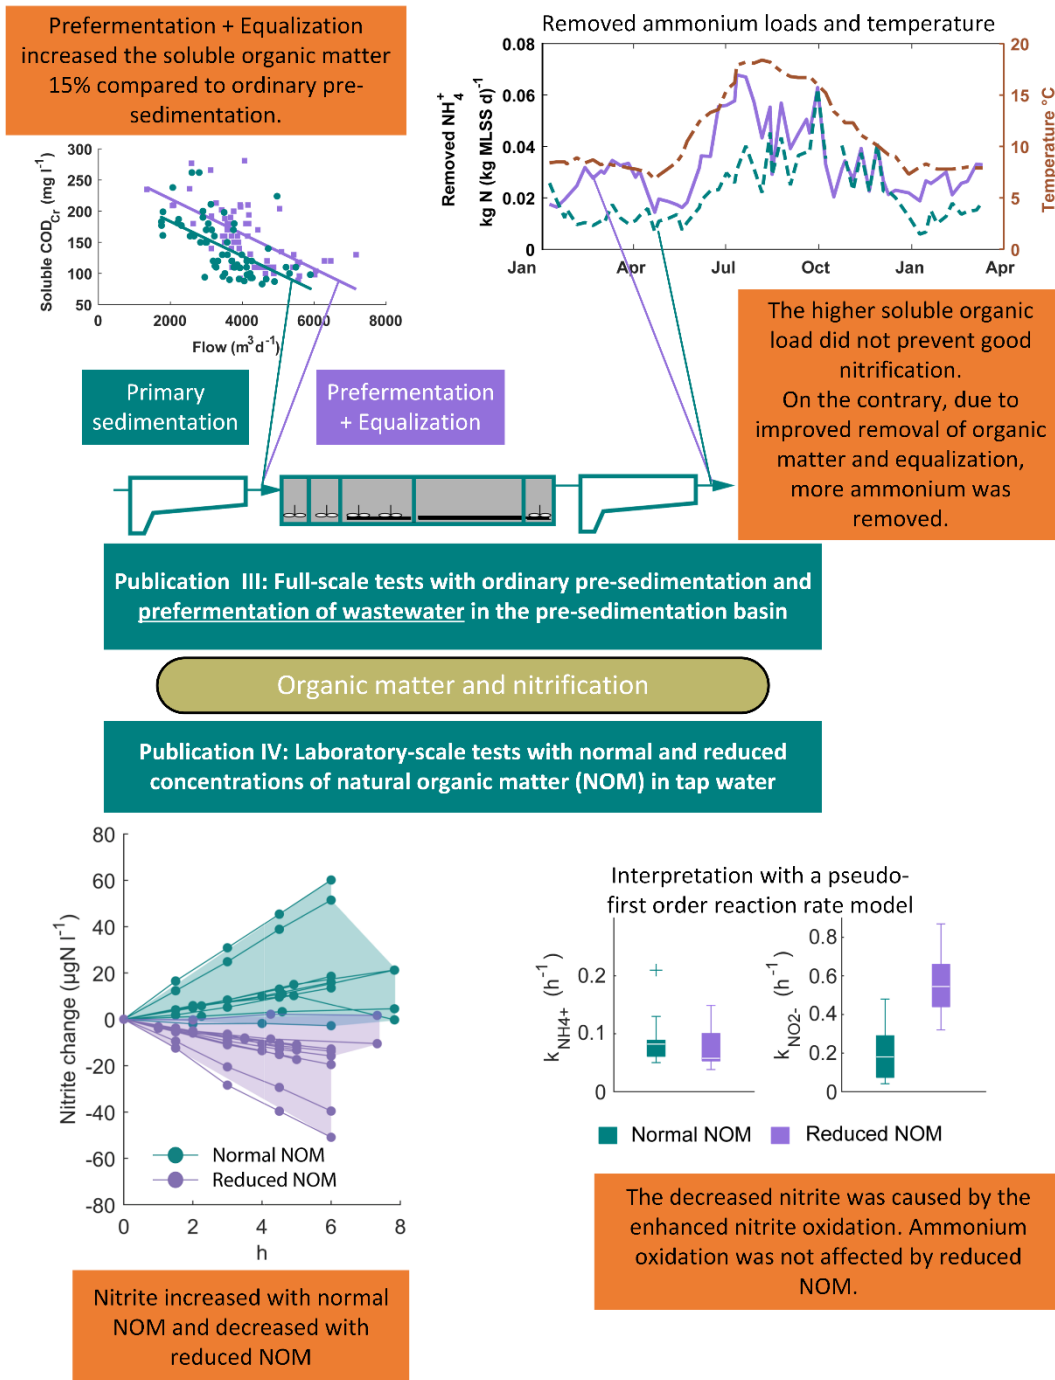 Prefermentation + Equalization
increased the soluble organic matter
15% compared to ordinary pre-
sedimentation.
Removed ammonium loads and temperature
Removed NH4+
kg N (kg MLSS d)-1
0.08
0.06
0.04
0.02
0
20
15
10
5
0
Temperature °C
Jan
Apr
Jul
Oct
Jan
Apr
Soluble CODCr (mg l-1)
300
250
200
150
100
50
0
2000
4000
6000
8000
Flow (m3 d-1)
The higher soluble organic
load did not prevent good
nitrification.
On the contrary, due to
improved removal of organic
matter and equalization,
more ammonium was
removed.
Primary
sedimentation
Prefermentation
+ Equalization
Publication III: Full-scale tests with ordinary pre-sedimentation and
prefermentation of wastewater in the pre-sedimentation basin
Organic matter and nitrification
Publication IV: Laboratory-scale tests with normal and reduced
concentrations of natural organic matter (NOM) in tap water
Nitrite change (µgN l-1)
80
60
40
20
0
-20
-40
-60
-80
Normal NOM
Reduced NOM
0
2
4
6
8
h
Interpretation with a pseudo-
first order reaction rate model
kNH4+ (h-1)
0.2
0.1
0
kNO2- (h-1)
0.8
0.6
0.4
0.2
0
Normal NOM
Reduced NOM
The decreased nitrite was caused by the
enhanced nitrite oxidation. Ammonium
oxidation was not affected by reduced
NOM.
Nitrite increased with normal
NOM and decreased with
reduced NOM